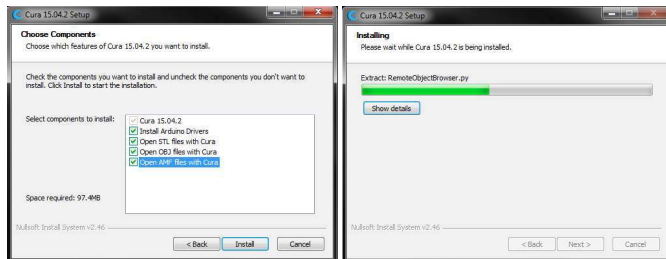 Cura 15.04.2 Setup
Choose Components
Choose which features of Cura 15.04.2 you want to install.
Check the components you want to install and uncheck the components you don't want to
install. Click Install to start the installation.
Select components to install:
Cura 15.04.2
Install Arduino Drivers
Open STL files with Cura
Open OBJ files with Cura
Open AMF files with Cura
Space required: 97.4MB
Nullsoft Install System v2.46
< Back
Install
Cancel
Cura 15.04.2 Setup
Installing
Please wait while Cura 15.04.2 is being installed.
Extract: RemoteObjectBrowser.py
Show details
Nullsoft Install System v2.46
< Back
Next >
Cancel